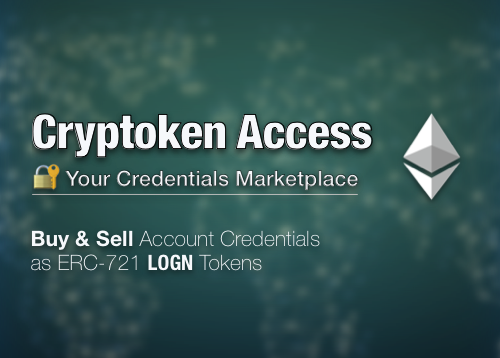 Cryptoken Access
Your Credentials Marketplace
Buy & Sell Account Credentials
as ERC-721 LOGN Tokens